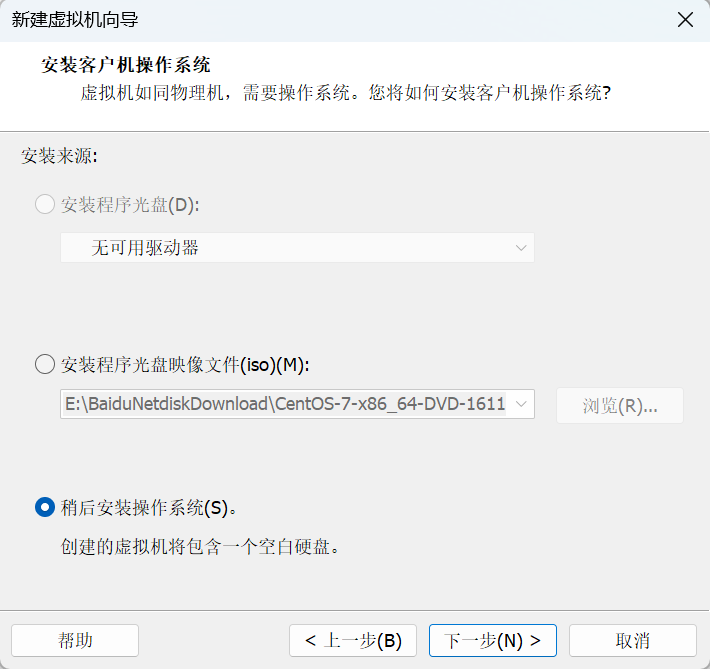 新建虚拟机向导
安装客户机操作系统
虚拟机如同物理机，需要操作系统。您将如何安装客户机操作系统?
安装来源:
安装程序光盘(D):
无可用驱动器
安装程序光盘映像文件(iso)(M):
E:\BaiduNetdiskDownload\CentOS-7-x86_64-DVD-1611
浏览(R)...
稍后安装操作系统(S)。
创建的虚拟机将包含一个空白硬盘。
帮助
< 上一步(B)
下一步(N) >
取消